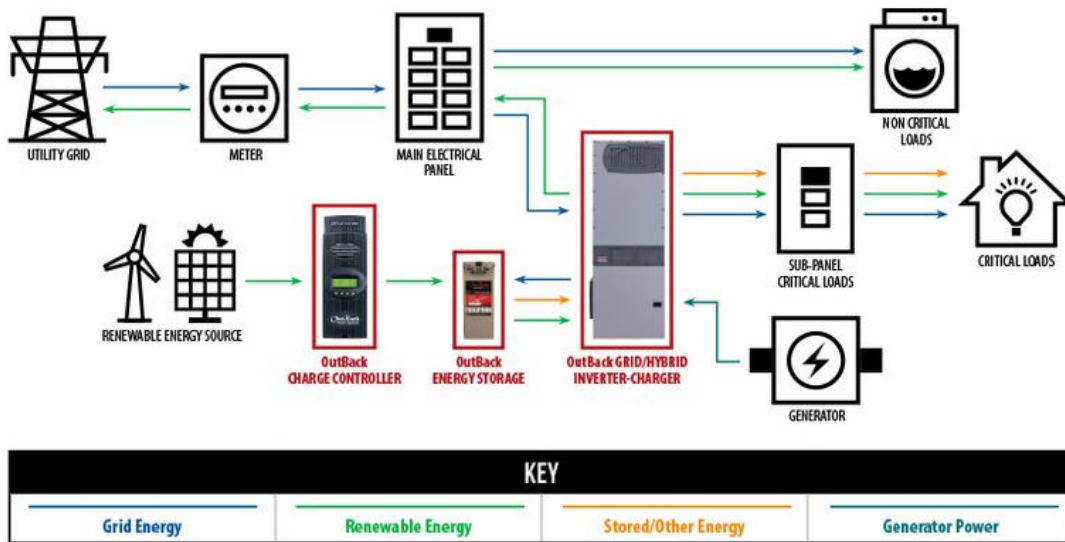 UTILITY GRID
METER
MAIN ELECTRICAL
PANEL
NON CRITICAL
LOADS
SUB-PANEL
CRITICAL LOADS
CRITICAL LOADS
RENEWABLE ENERGY SOURCE
OutBack
CHARGE CONTROLLER
OutBack
ENERGY STORAGE
OutBack GRID/HYBRID
INVERTER-CHARGER
GENERATOR
KEY
Grid Energy
Renewable Energy
Stored/Other Energy
Generator Power